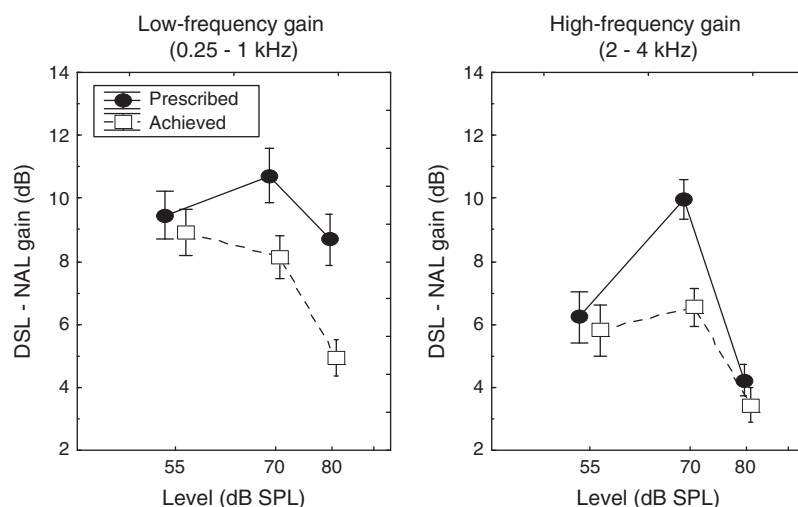 Low-frequency gain
(0.25 - 1 kHz)
14
12
10
8
6
4
2
DSL - NAL gain (dB)
Prescribed
Achieved
55
70
80
Level (dB SPL)
High-frequency gain
(2 - 4 kHz)
14
12
10
8
6
4
2
DSL - NAL gain (dB)
55
70
80
Level (dB SPL)